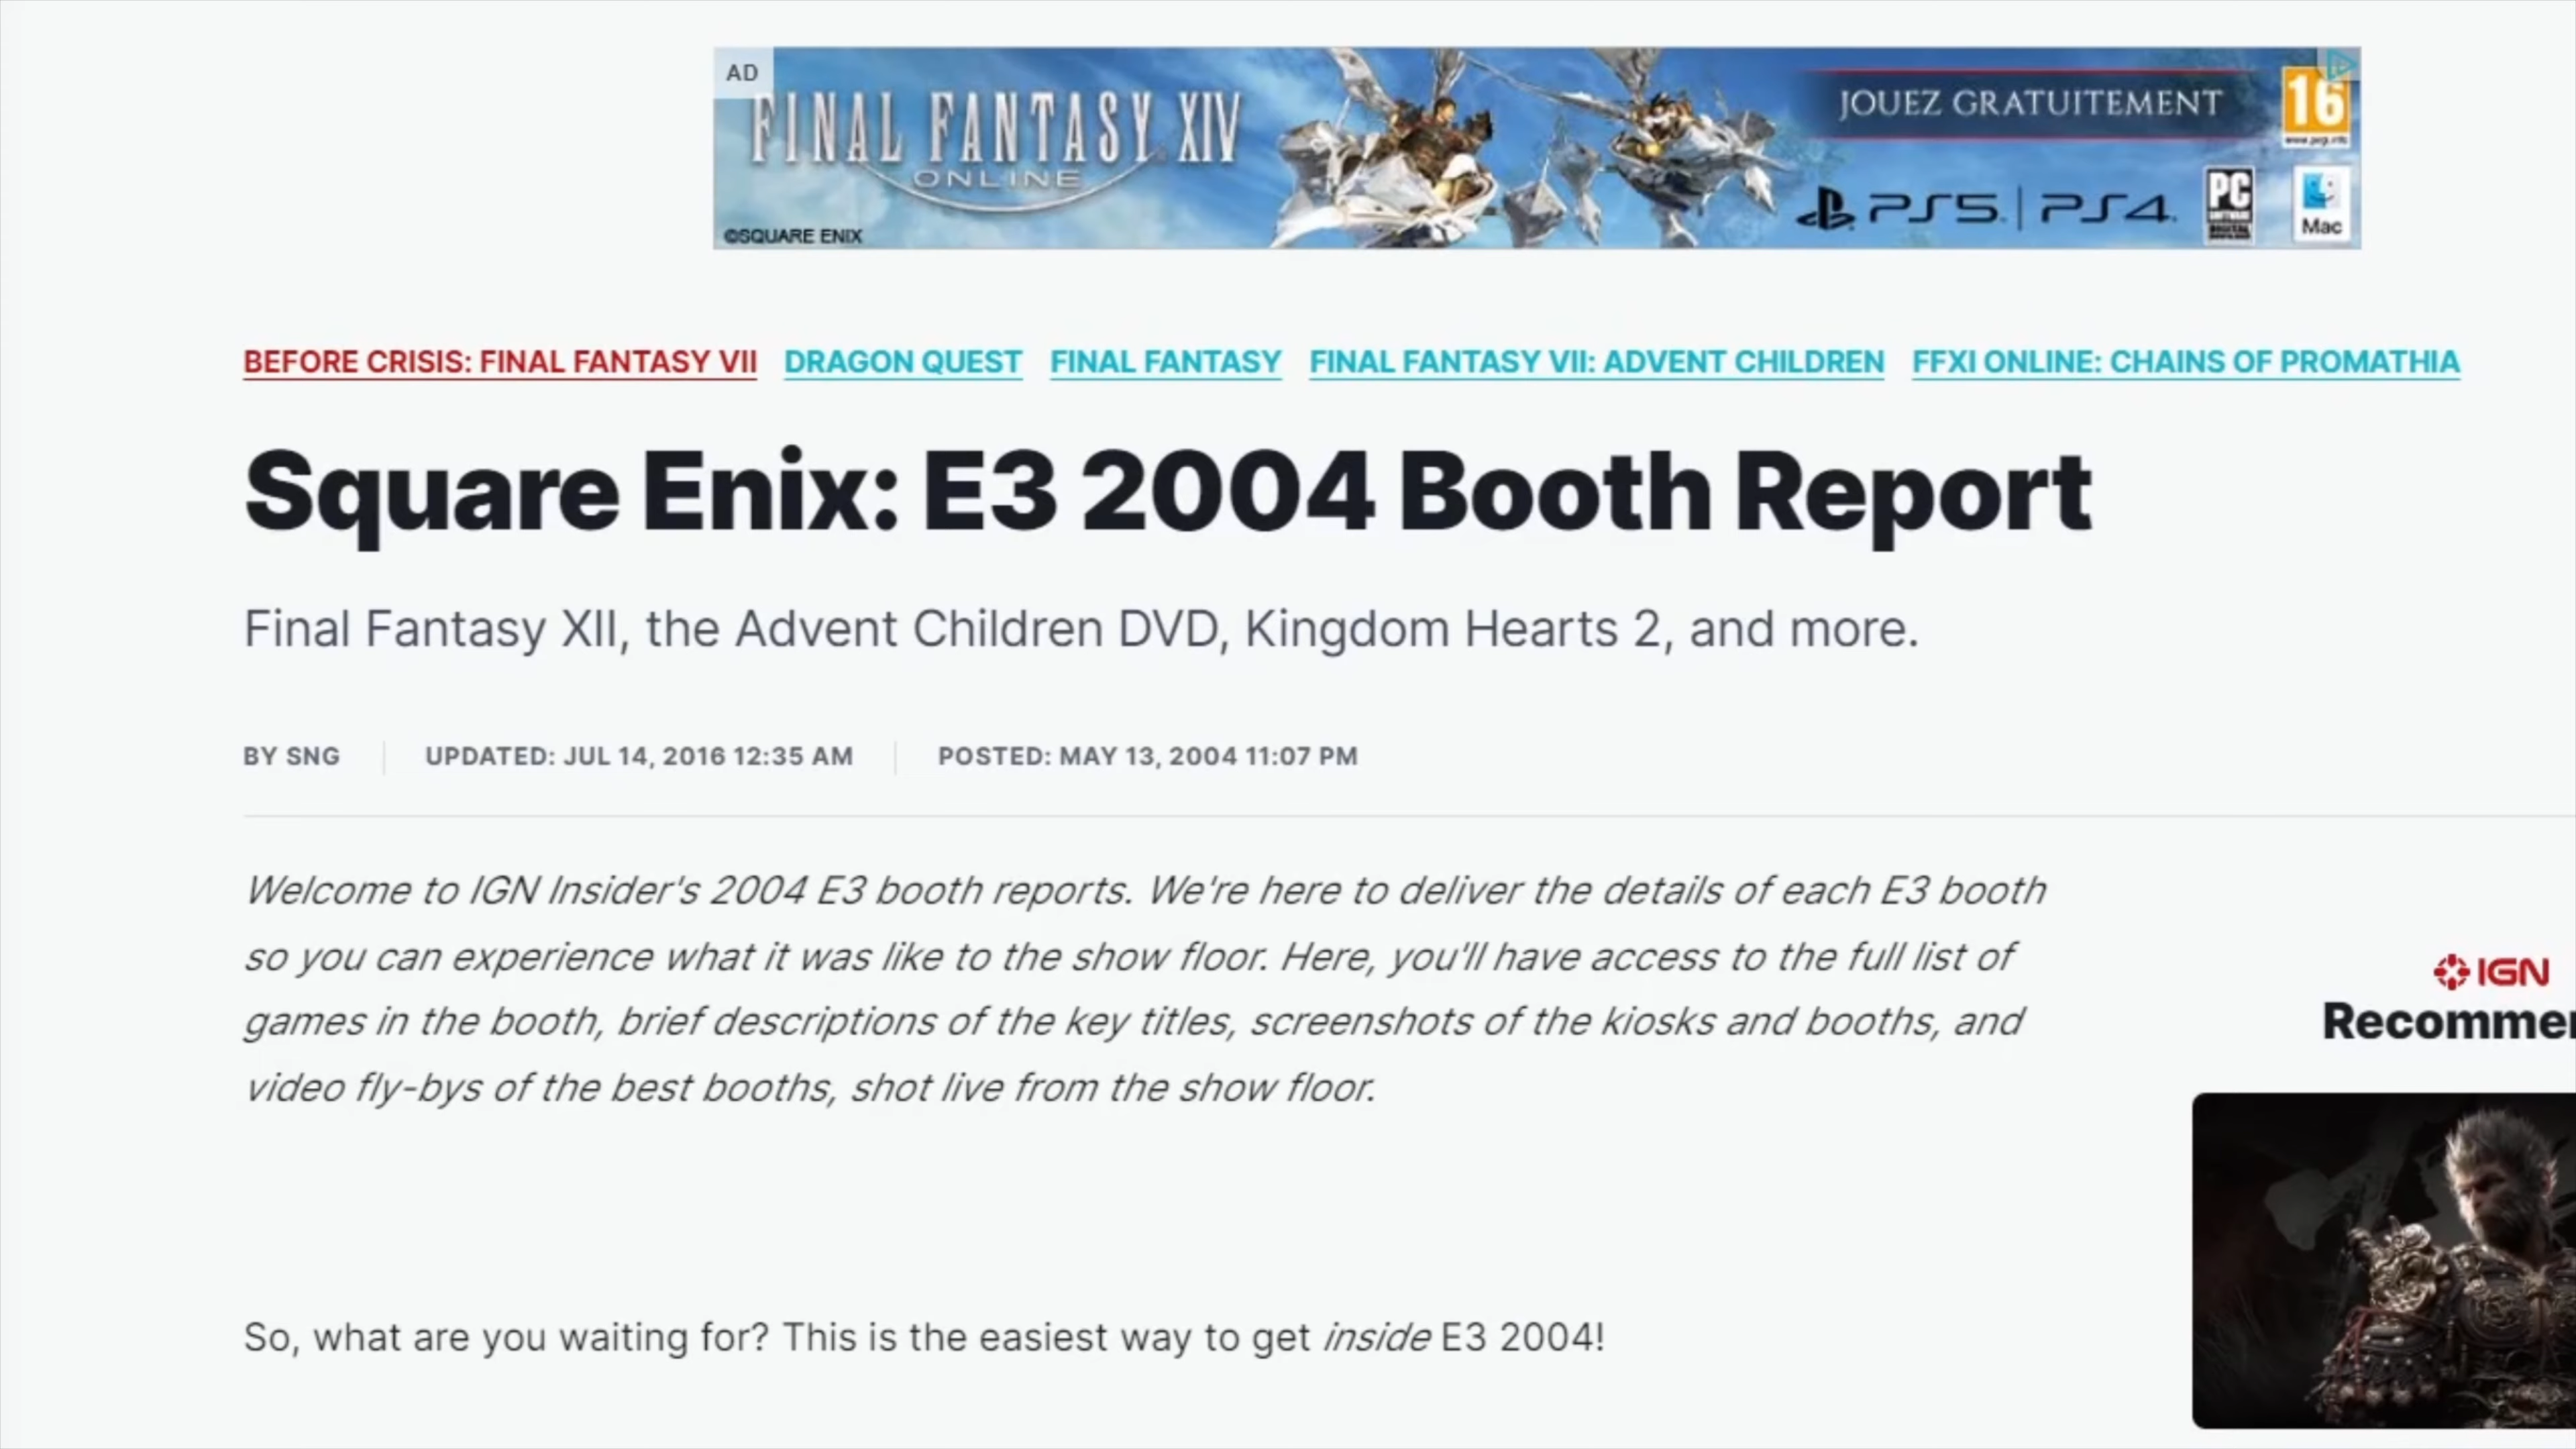 AD
FINAL FANTASY XIV
ONLINE
©SQUARE ENIX
JOUEZ GRATUITEMENT
16
PS5 | PS4
PC
Mac
BEFORE CRISIS: FINAL FANTASY VII DRAGON QUEST FINAL FANTASY FINAL FANTASY VII: ADVENT CHILDREN FFXI ONLINE: CHAINS OF PROMATHIA
Square Enix: E3 2004 Booth Report
Final Fantasy XII, the Advent Children DVD, Kingdom Hearts 2, and more.
BY SNG UPDATED: JUL 14, 2016 12:35 AM POSTED: MAY 13, 2004 11:07 PM
Welcome to IGN Insider's 2004 E3 booth reports. We're here to deliver the details of each E3 booth
so you can experience what it was like to the show floor. Here, you'll have access to the full list of
games in the booth, brief descriptions of the key titles, screenshots of the kiosks and booths, and
video fly-bys of the best booths, shot live from the show floor.
So, what are you waiting for? This is the easiest way to get inside E3 2004!
IGN
Recommen